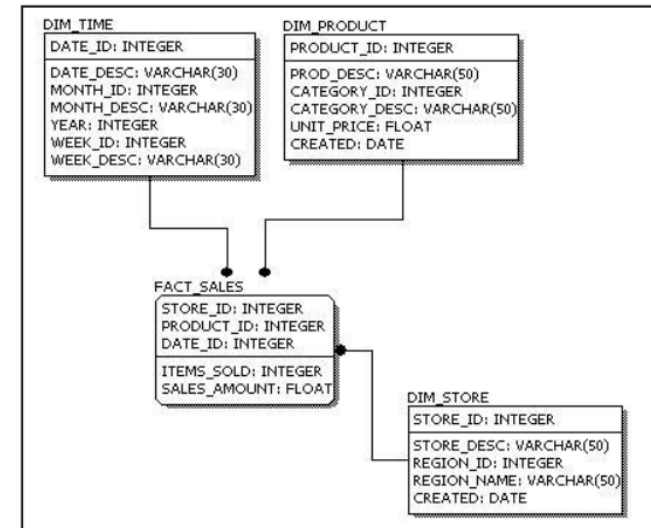 DIM_TIME
DATE_ID: INTEGER
DATE_DESC: VARCHAR(30)
MONTH_ID: INTEGER
MONTH_DESC: VARCHAR(30)
YEAR: INTEGER
WEEK_ID: INTEGER
WEEK_DESC: VARCHAR(30)
DIM_PRODUCT
PRODUCT_ID: INTEGER
PROD_DESC: VARCHAR(50)
CATEGORY_ID: INTEGER
CATEGORY_DESC: VARCHAR(50)
UNIT_PRICE: FLOAT
CREATED: DATE
FACT_SALES
STORE_ID: INTEGER
PRODUCT_ID: INTEGER
DATE_ID: INTEGER
ITEMS_SOLD: INTEGER
SALES_AMOUNT: FLOAT
DIM_STORE
STORE_ID: INTEGER
STORE_DESC: VARCHAR(50)
REGION_ID: INTEGER
REGION_NAME: VARCHAR(50)
CREATED: DATE